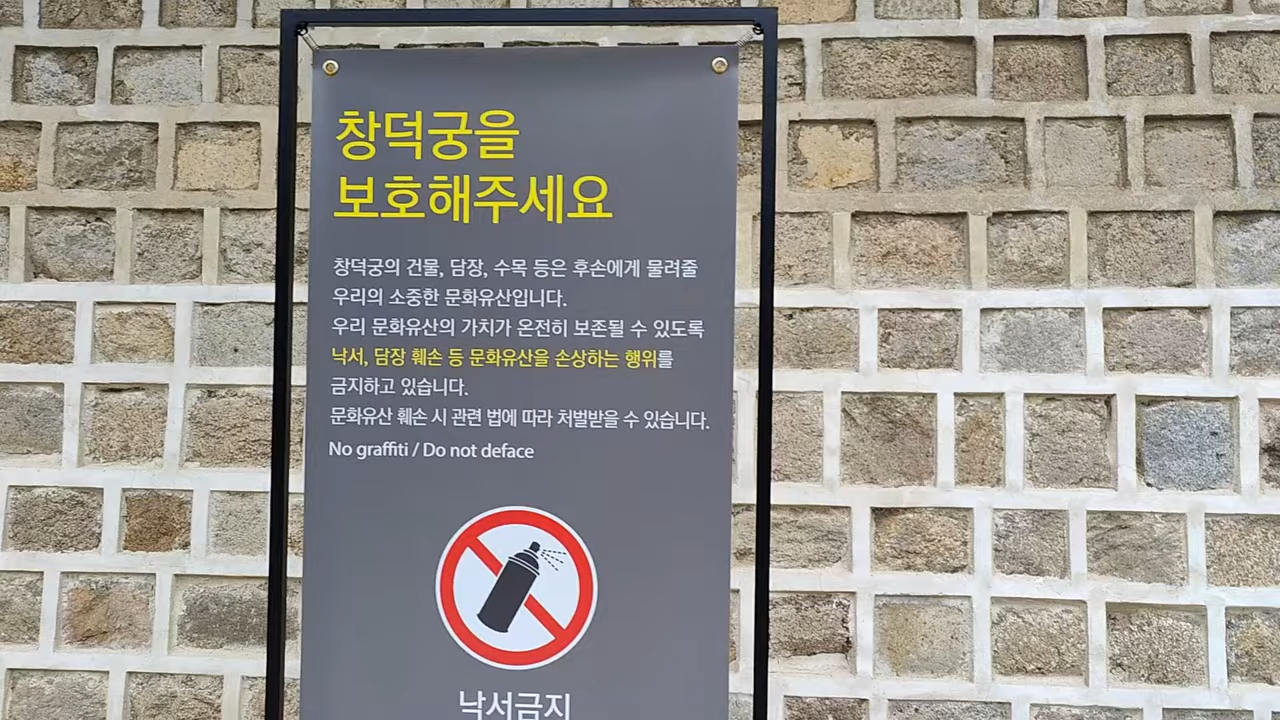 창덕궁을
보호해주세요
창덕궁의 건물, 담장, 수목 등은 후손에게 물려줄
우리의 소중한 문화유산입니다.
우리 문화유산의 가치가 온전히 보존될 수 있도록
낙서, 담장 훼손 등 문화유산을 손상하는 행위를
금지하고 있습니다.
문화유산 훼손 시 관련 법에 따라 처벌받을 수 있습니다.
No graffiti / Do not deface
낙서금지